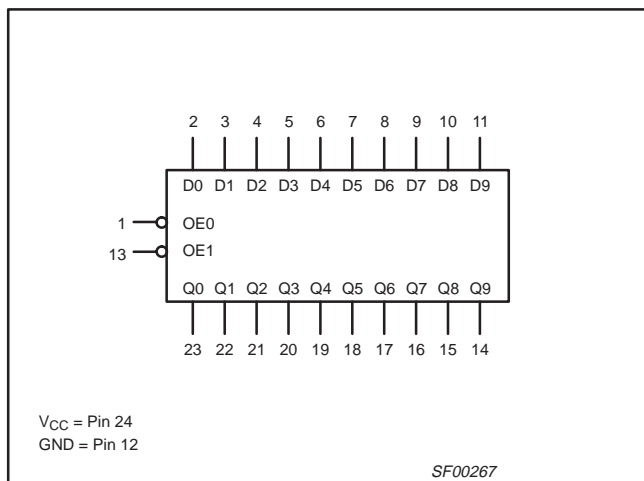 2 3 4 5 6 7 8 9 10 11
D0 D1 D2 D3 D4 D5 D6 D7 D8 D9
1 OE0
13 OE1
Q0 Q1 Q2 Q3 Q4 Q5 Q6 Q7 Q8 Q9
23 22 21 20 19 18 17 16 15 14
VCC = Pin 24
GND = Pin 12
SF00267